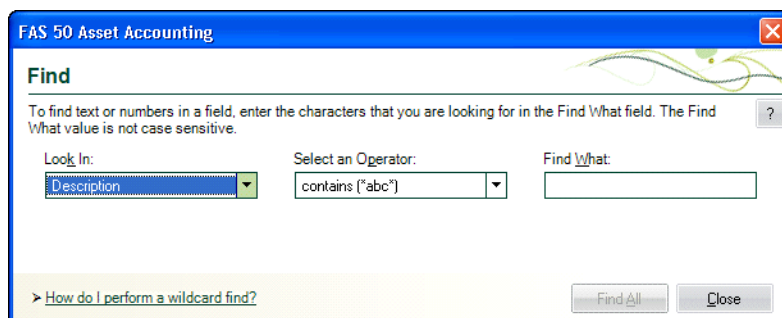 FAS 50 Asset Accounting
Find
To find text or numbers in a field, enter the characters that you are looking for in the Find What field. The Find
What value is not case sensitive.
?
Look In: Select an Operator: Find What:
Description contains (*abc*)
How do I perform a wildcard find? Find All Close